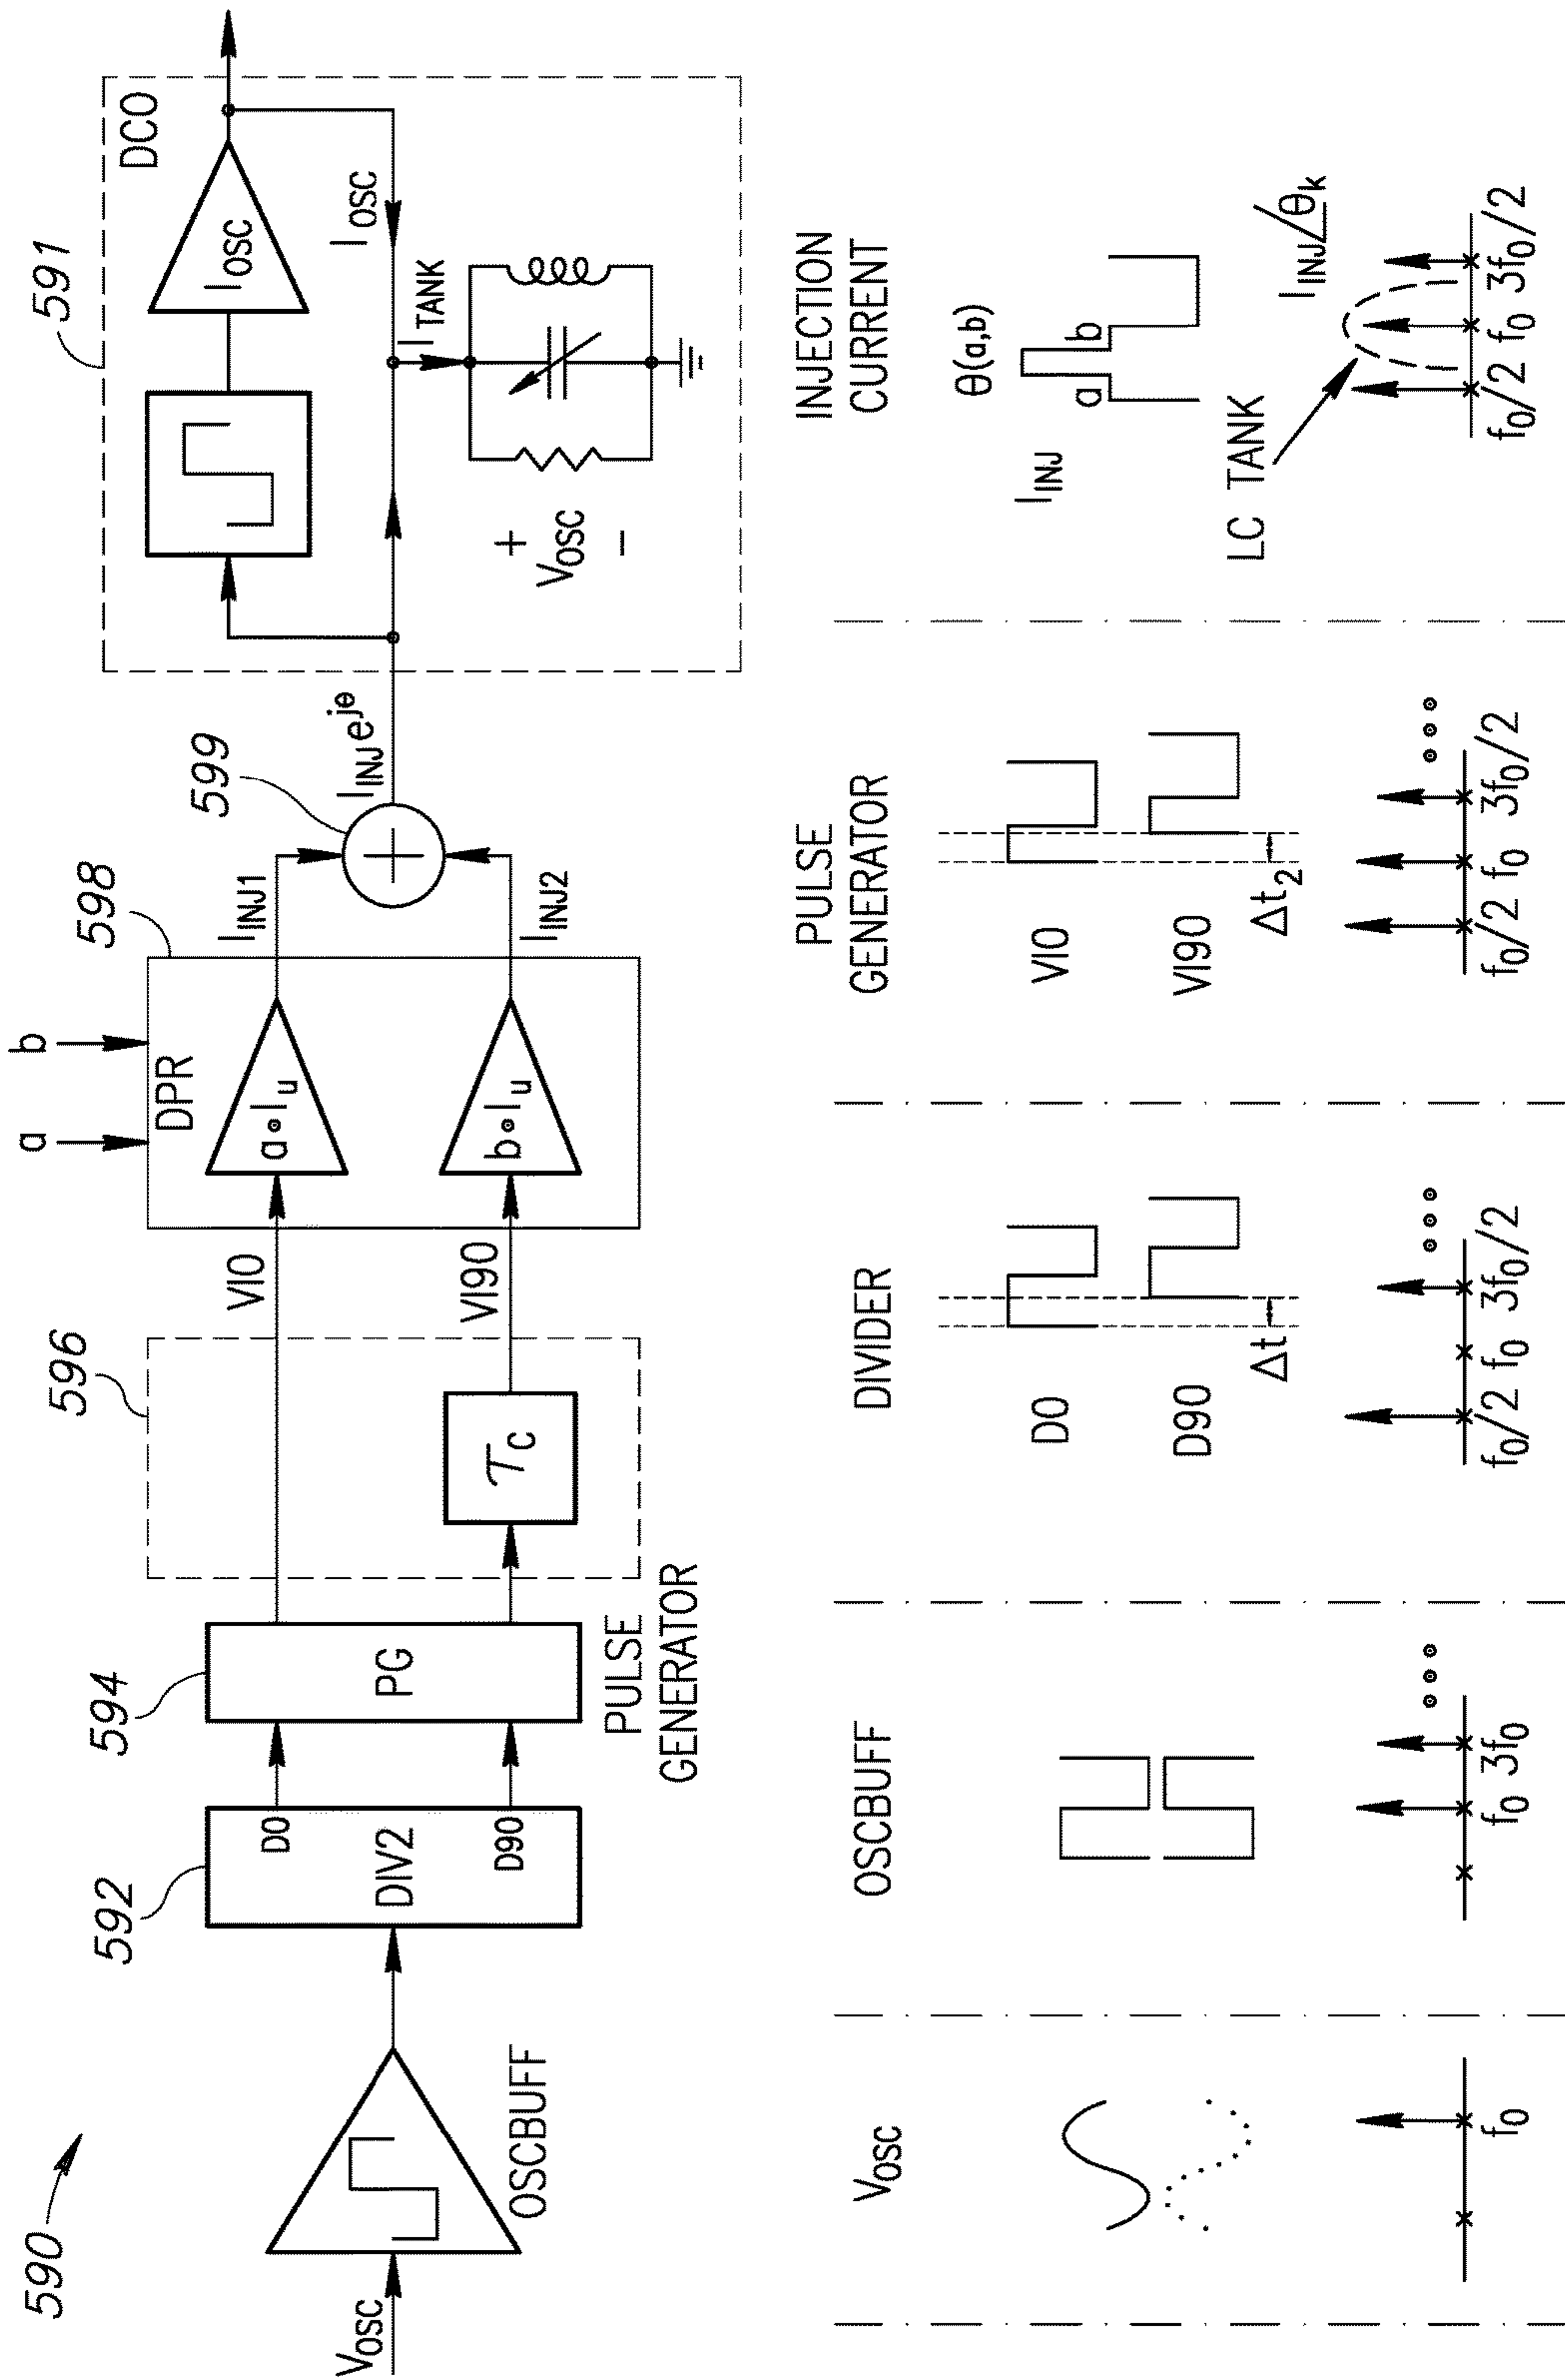 590
V_OSC
OSCBUFF
592
DIV2
D0
D90
594
PG
PULSE
GENERATOR
596
τ_C
VI0
VI90
a
b
598
DPR
a∘I_u
b∘I_u
I_INJ1
I_INJ2
599
+
I_INJ e^jθ
591
DCO
I_OSC
I_OSC
I_TANK
+
V_OSC
−
V_OSC
f_0
OSCBUFF
f_0 3f_0
DIVIDER
D0
D90
Δt
f_0/2 f_0 3f_0/2
PULSE
GENERATOR
VI0
VI90
Δt_2
f_0/2 f_0 3f_0/2
INJECTION
CURRENT
θ(a,b)
I_INJ
a
b
LC TANK
I_INJ∠θ_k
f_0/2 f_0 3f_0/2